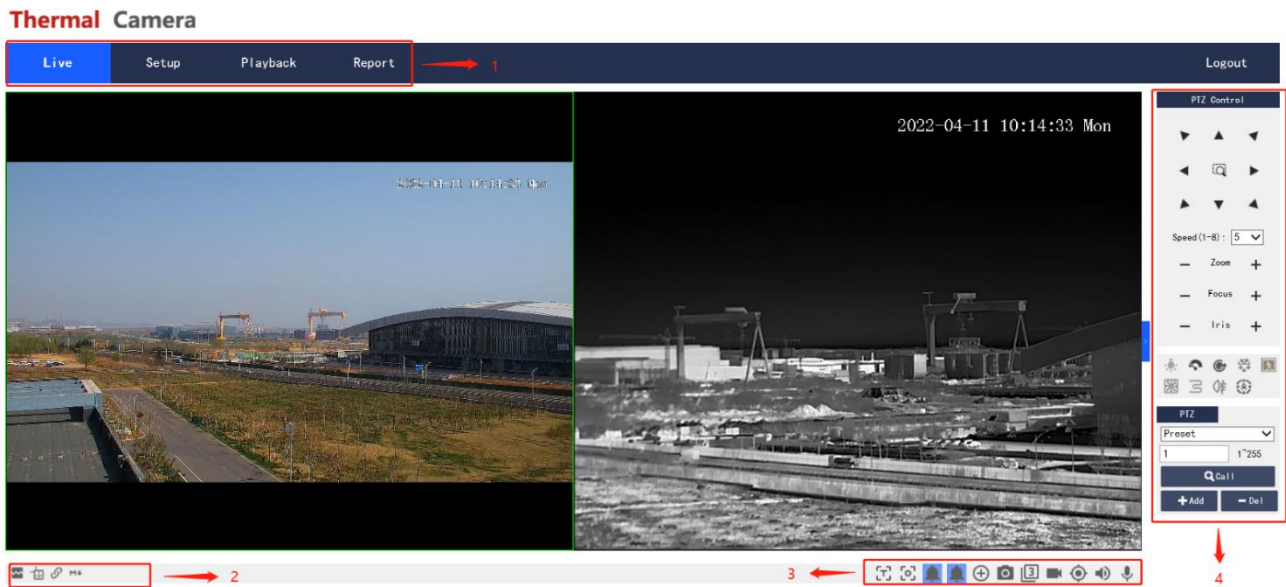 Thermal Camera
Live Setup Playback Report 1 Logout
PTZ Control
2022-04-11 10:14:33 Mon
Speed(1-8): 5
— Zoom +
— Focus +
— Iris +
PTZ
Preset
1 1~255
Call
+Add -Del
M+ 2 3 T 3 4